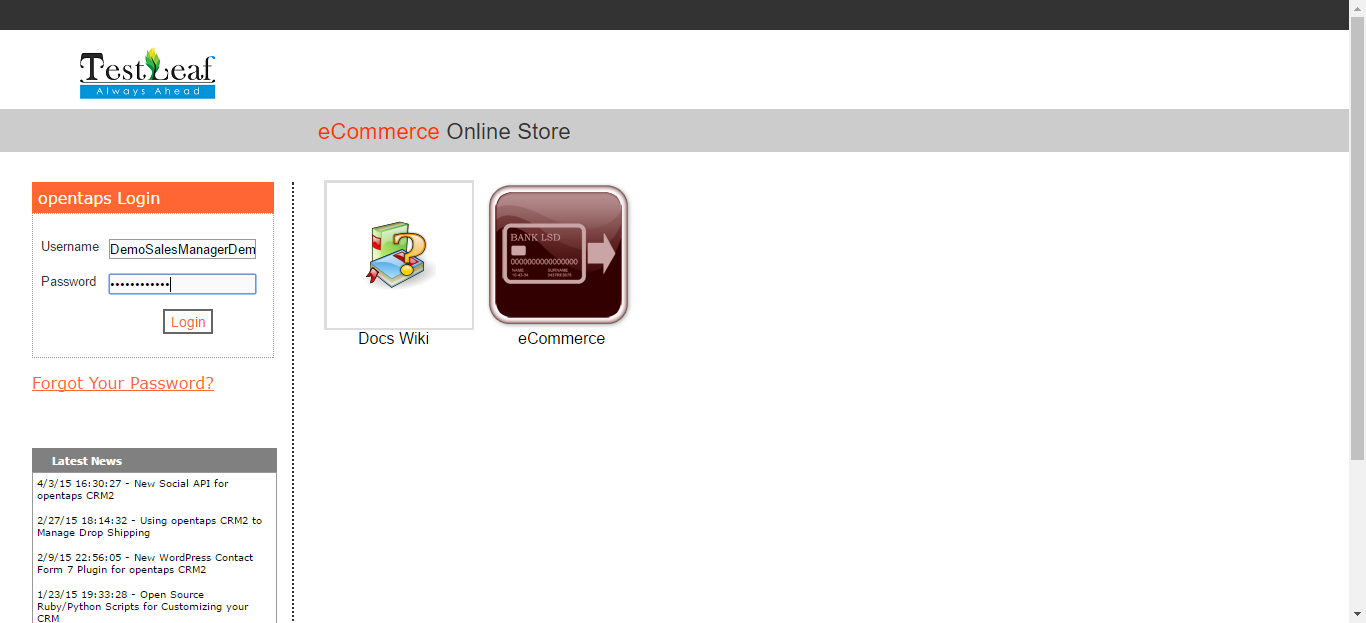 TestLeaf
Always Ahead
eCommerce Online Store
opentaps Login
Username
DemoSalesManagerDem
Password
••••••••••••
Login
Forgot Your Password?
BANK LSD
0000000000000000
NAME
SURNAME
Docs Wiki
eCommerce
Latest News
4/3/15 16:30:27 - New Social API for
opentaps CRM2
2/27/15 18:14:32 - Using opentaps CRM2 to
Manage Drop Shipping
2/9/15 22:56:05 - New WordPress Contact
Form 7 Plugin for opentaps CRM2
1/23/15 19:33:28 - Open Source
Ruby/Python Scripts for Customizing your
CRM